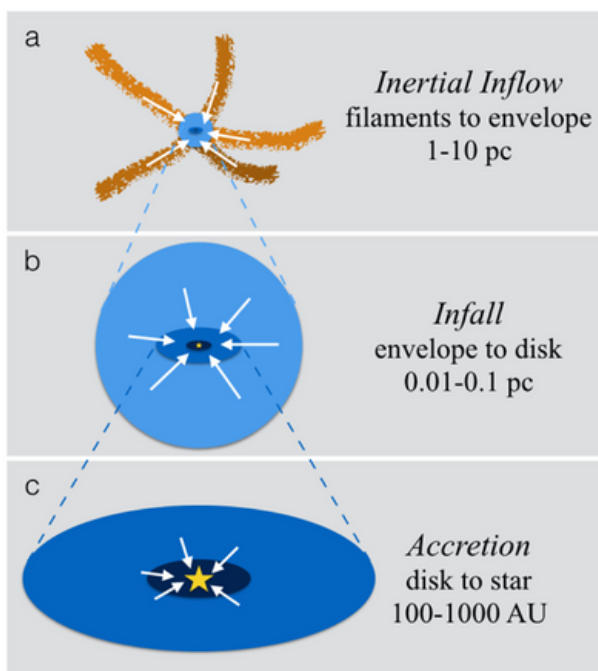 a
Inertial Inflow
filaments to envelope
1-10 pc
b
Infall
envelope to disk
0.01-0.1 pc
c
Accretion
disk to star
100-1000 AU